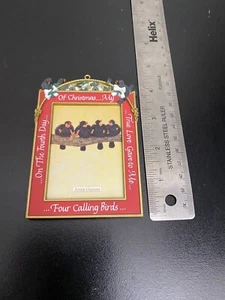 ...On The Fourth Day...
Of Christmas...My
True Love Gave to Me...
...Four Calling Birds...
Helix
STAINLESS STEEL RULER